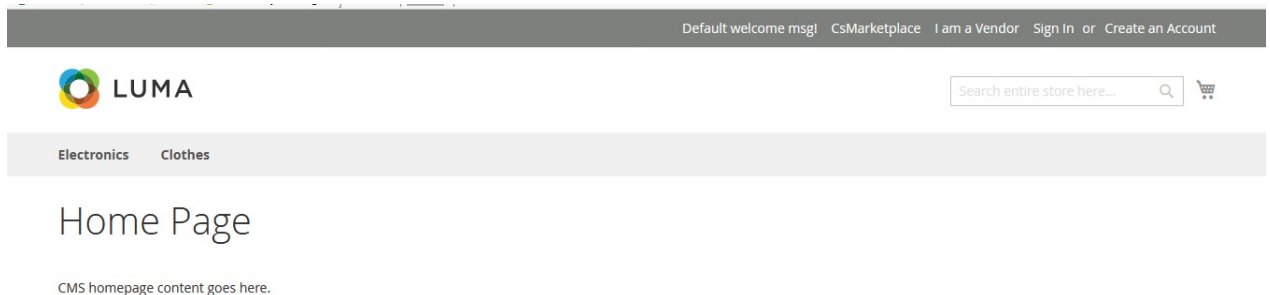 Default welcome msg! CsMarketplace I am a Vendor Sign In or Create an Account
LUMA
Search entire store here...
Electronics Clothes
Home Page
CMS homepage content goes here.